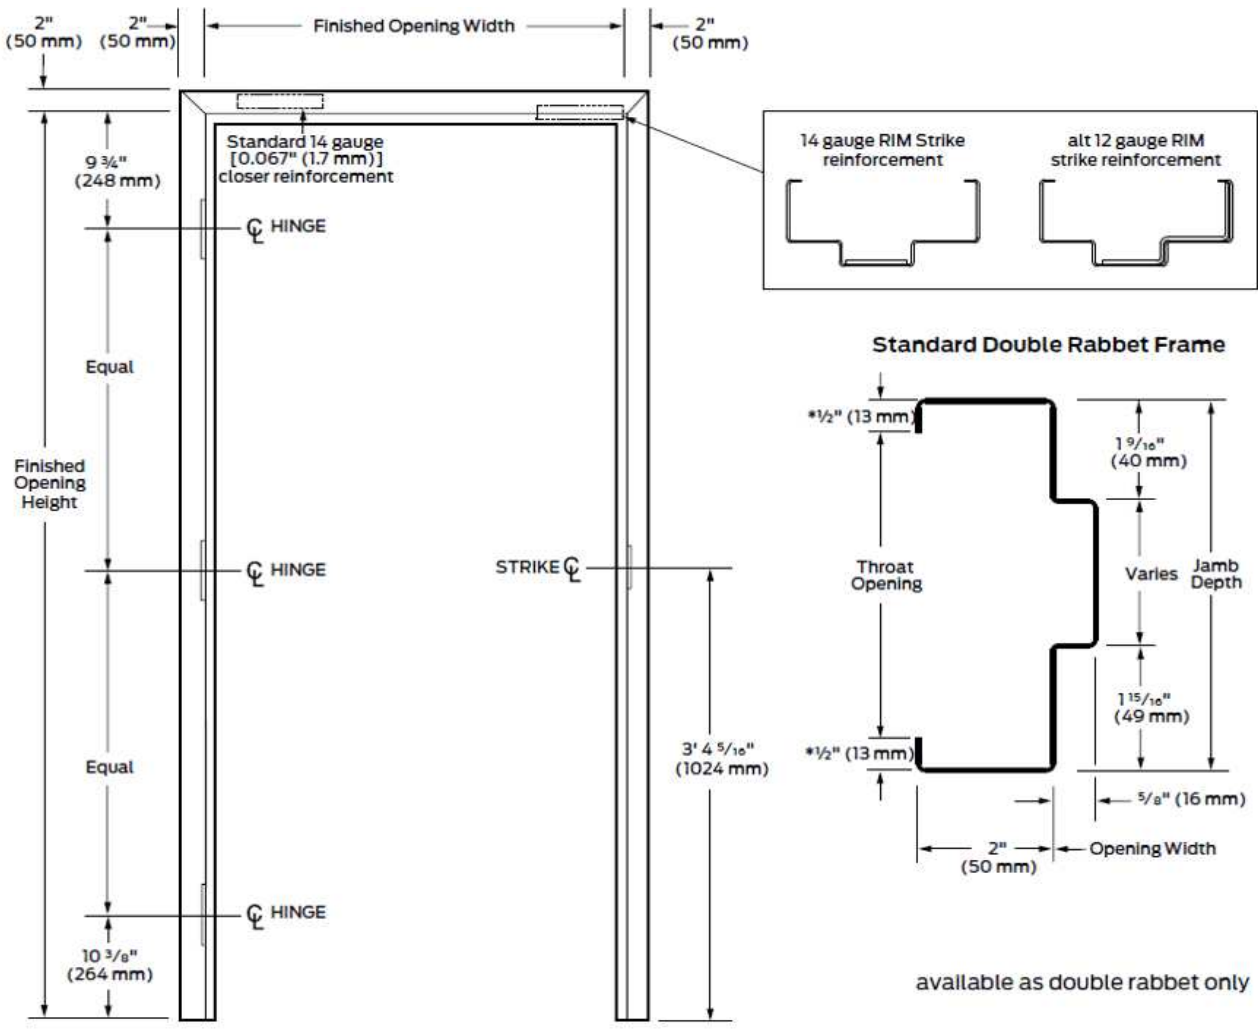 2"
(50 mm)
2"
(50 mm)
Finished Opening Width
2"
(50 mm)
Standard 14 gauge
[0.067" (1.7 mm)]
closer reinforcement
9 ¾"
(248 mm)
℄ HINGE
Equal
Finished
Opening
Height
℄ HINGE
STRIKE ℄
Equal
3' 4 5/16"
(1024 mm)
℄ HINGE
10 3/8"
(264 mm)
14 gauge RIM Strike
reinforcement
alt 12 gauge RIM
strike reinforcement
Standard Double Rabbet Frame
*½" (13 mm)
1 9/16"
(40 mm)
Throat
Opening
Varies
Jamb
Depth
1 15/16"
(49 mm)
*½" (13 mm)
5/8" (16 mm)
2"
(50 mm)
Opening Width
available as double rabbet only